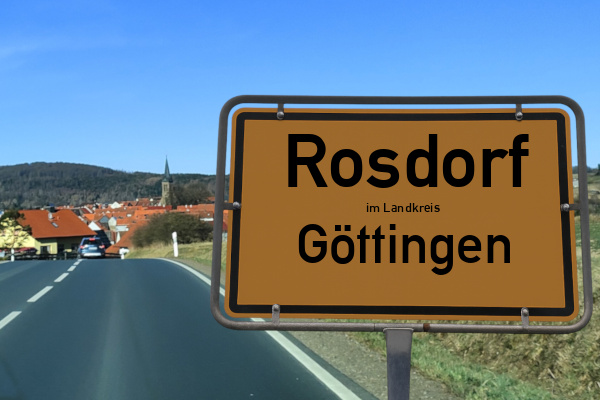 Rosdorf
im Landkreis
Göttingen